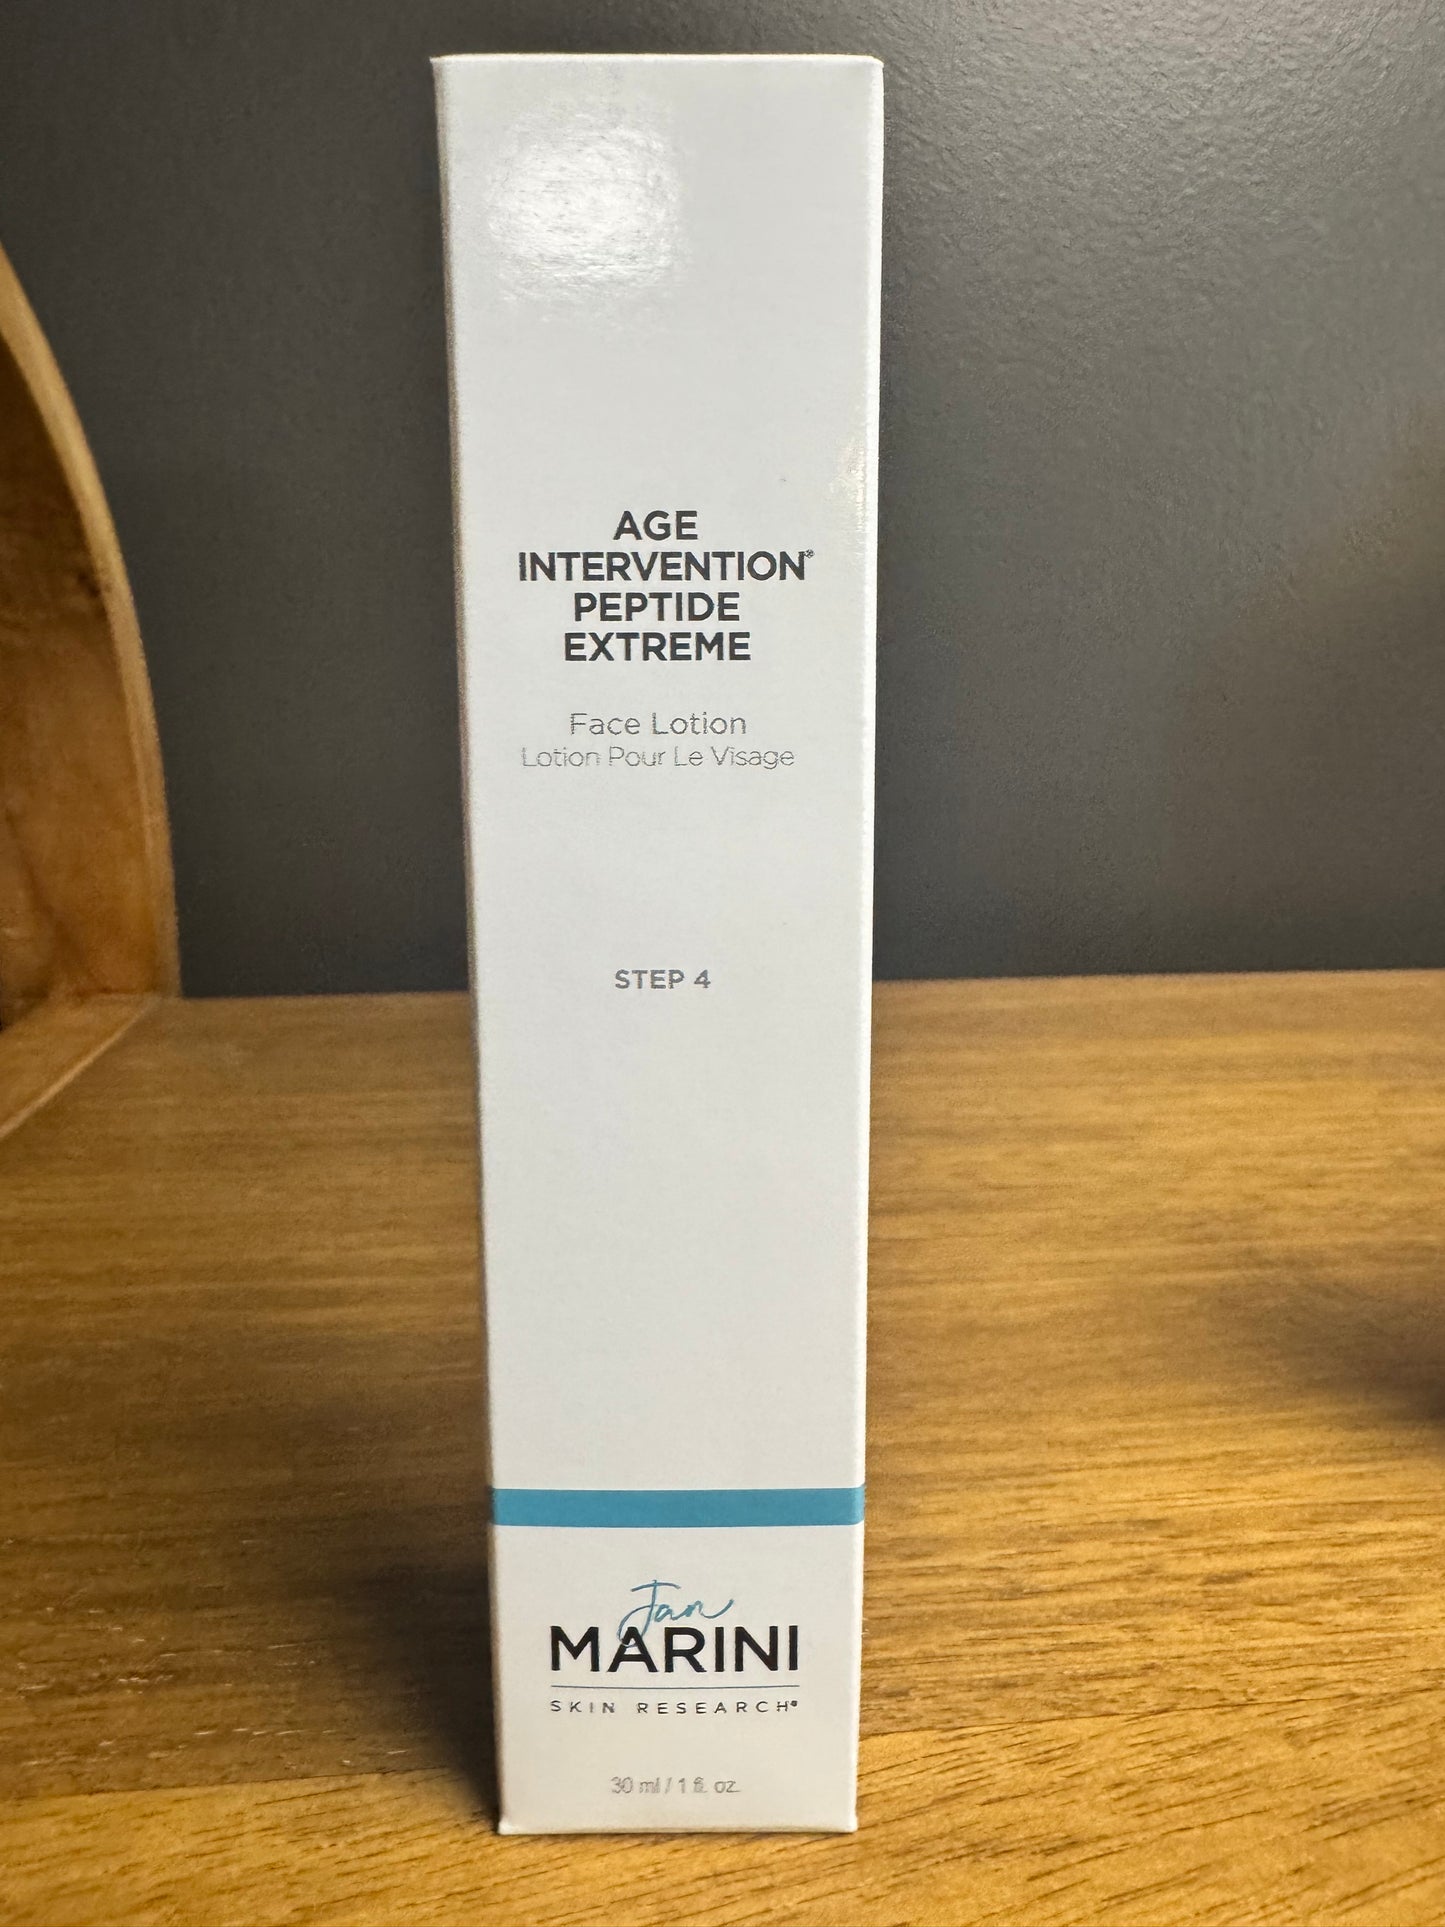 AGE
INTERVENTION®
PEPTIDE
EXTREME
Face Lotion
Lotion Pour Le Visage
STEP 4
Jan
MARINI
SKIN RESEARCH®
30 ml / 1 fl. oz.